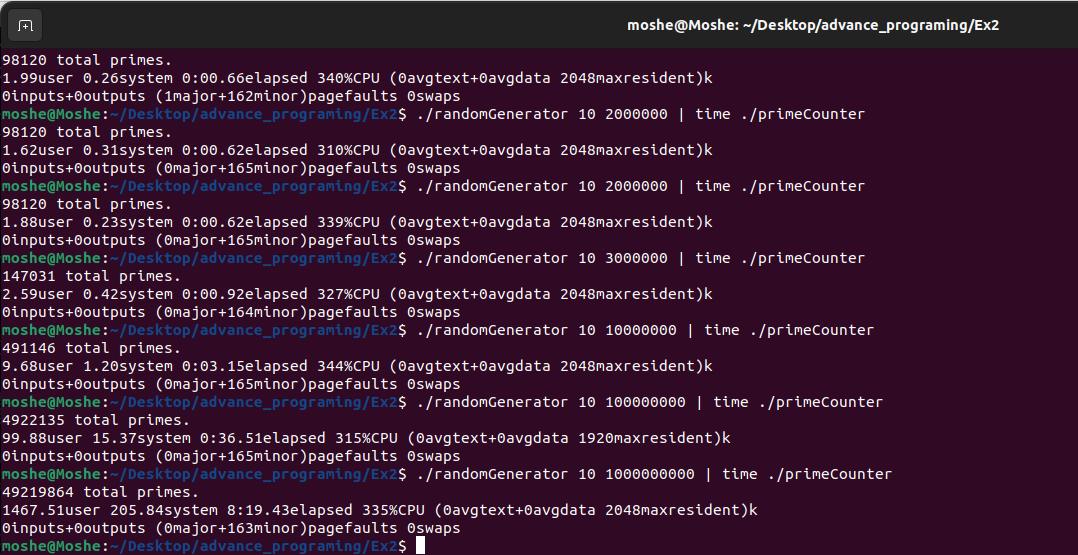 moshe@Moshe: ~/Desktop/advance_programing/Ex2
98120 total primes.
1.99user 0.26system 0:00.66elapsed 340%CPU (0avgtext+0avgdata 2048maxresident)k
0inputs+0outputs (1major+162minor)pagefaults 0swaps
moshe@Moshe:~/Desktop/advance_programing/Ex2$ ./randomGenerator 10 2000000 | time ./primeCounter
98120 total primes.
1.62user 0.31system 0:00.62elapsed 310%CPU (0avgtext+0avgdata 2048maxresident)k
0inputs+0outputs (0major+165minor)pagefaults 0swaps
moshe@Moshe:~/Desktop/advance_programing/Ex2$ ./randomGenerator 10 2000000 | time ./primeCounter
98120 total primes.
1.88user 0.23system 0:00.62elapsed 339%CPU (0avgtext+0avgdata 2048maxresident)k
0inputs+0outputs (0major+165minor)pagefaults 0swaps
moshe@Moshe:~/Desktop/advance_programing/Ex2$ ./randomGenerator 10 3000000 | time ./primeCounter
147031 total primes.
2.59user 0.42system 0:00.92elapsed 327%CPU (0avgtext+0avgdata 2048maxresident)k
0inputs+0outputs (0major+164minor)pagefaults 0swaps
moshe@Moshe:~/Desktop/advance_programing/Ex2$ ./randomGenerator 10 10000000 | time ./primeCounter
491146 total primes.
9.68user 1.20system 0:03.15elapsed 344%CPU (0avgtext+0avgdata 2048maxresident)k
0inputs+0outputs (0major+165minor)pagefaults 0swaps
moshe@Moshe:~/Desktop/advance_programing/Ex2$ ./randomGenerator 10 100000000 | time ./primeCounter
4922135 total primes.
99.88user 15.37system 0:36.51elapsed 315%CPU (0avgtext+0avgdata 1920maxresident)k
0inputs+0outputs (0major+165minor)pagefaults 0swaps
moshe@Moshe:~/Desktop/advance_programing/Ex2$ ./randomGenerator 10 1000000000 | time ./primeCounter
49219864 total primes.
1467.51user 205.84system 8:19.43elapsed 335%CPU (0avgtext+0avgdata 2048maxresident)k
0inputs+0outputs (0major+163minor)pagefaults 0swaps
moshe@Moshe:~/Desktop/advance_programing/Ex2$